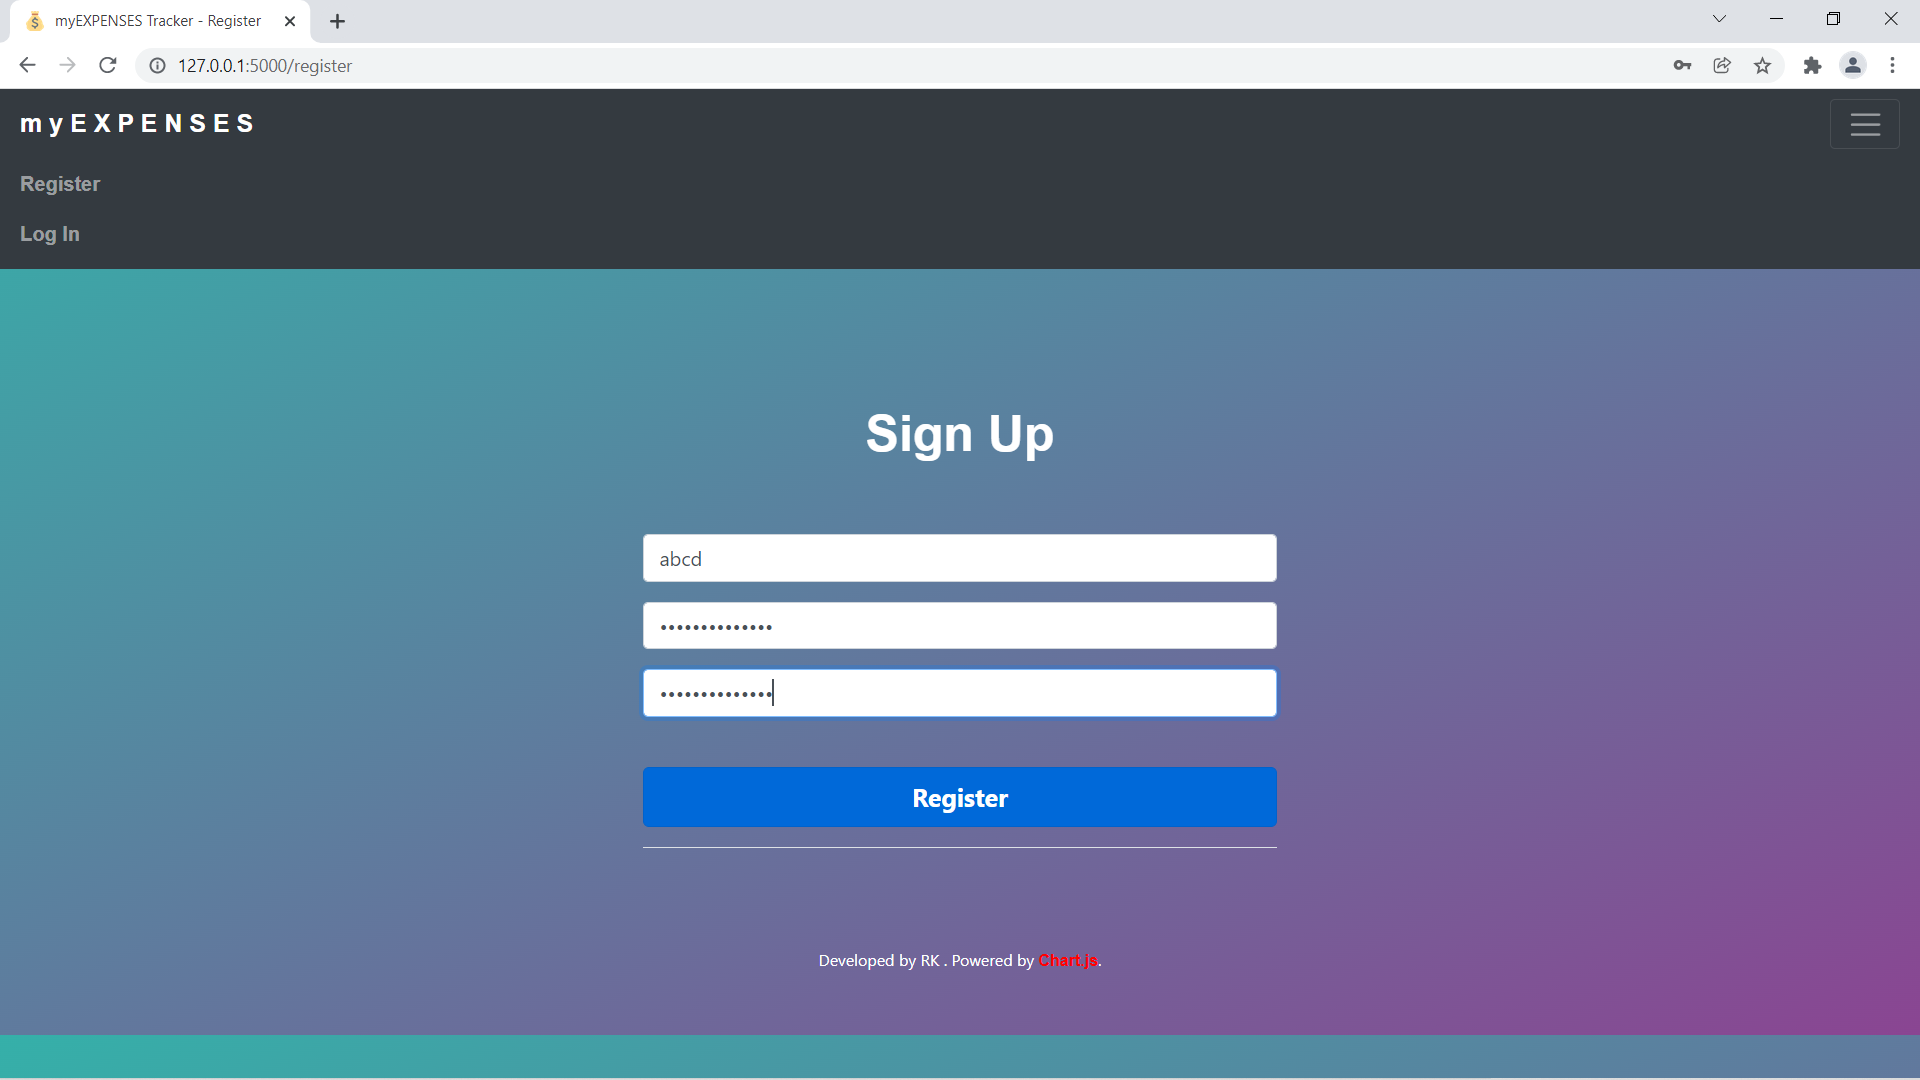 myEXPENSES Tracker - Register
127.0.0.1:5000/register
myEXPENSES
Register
Log In
Sign Up
abcd
••••••••••••••
••••••••••••••
Register
Developed by RK . Powered by Chart.js.